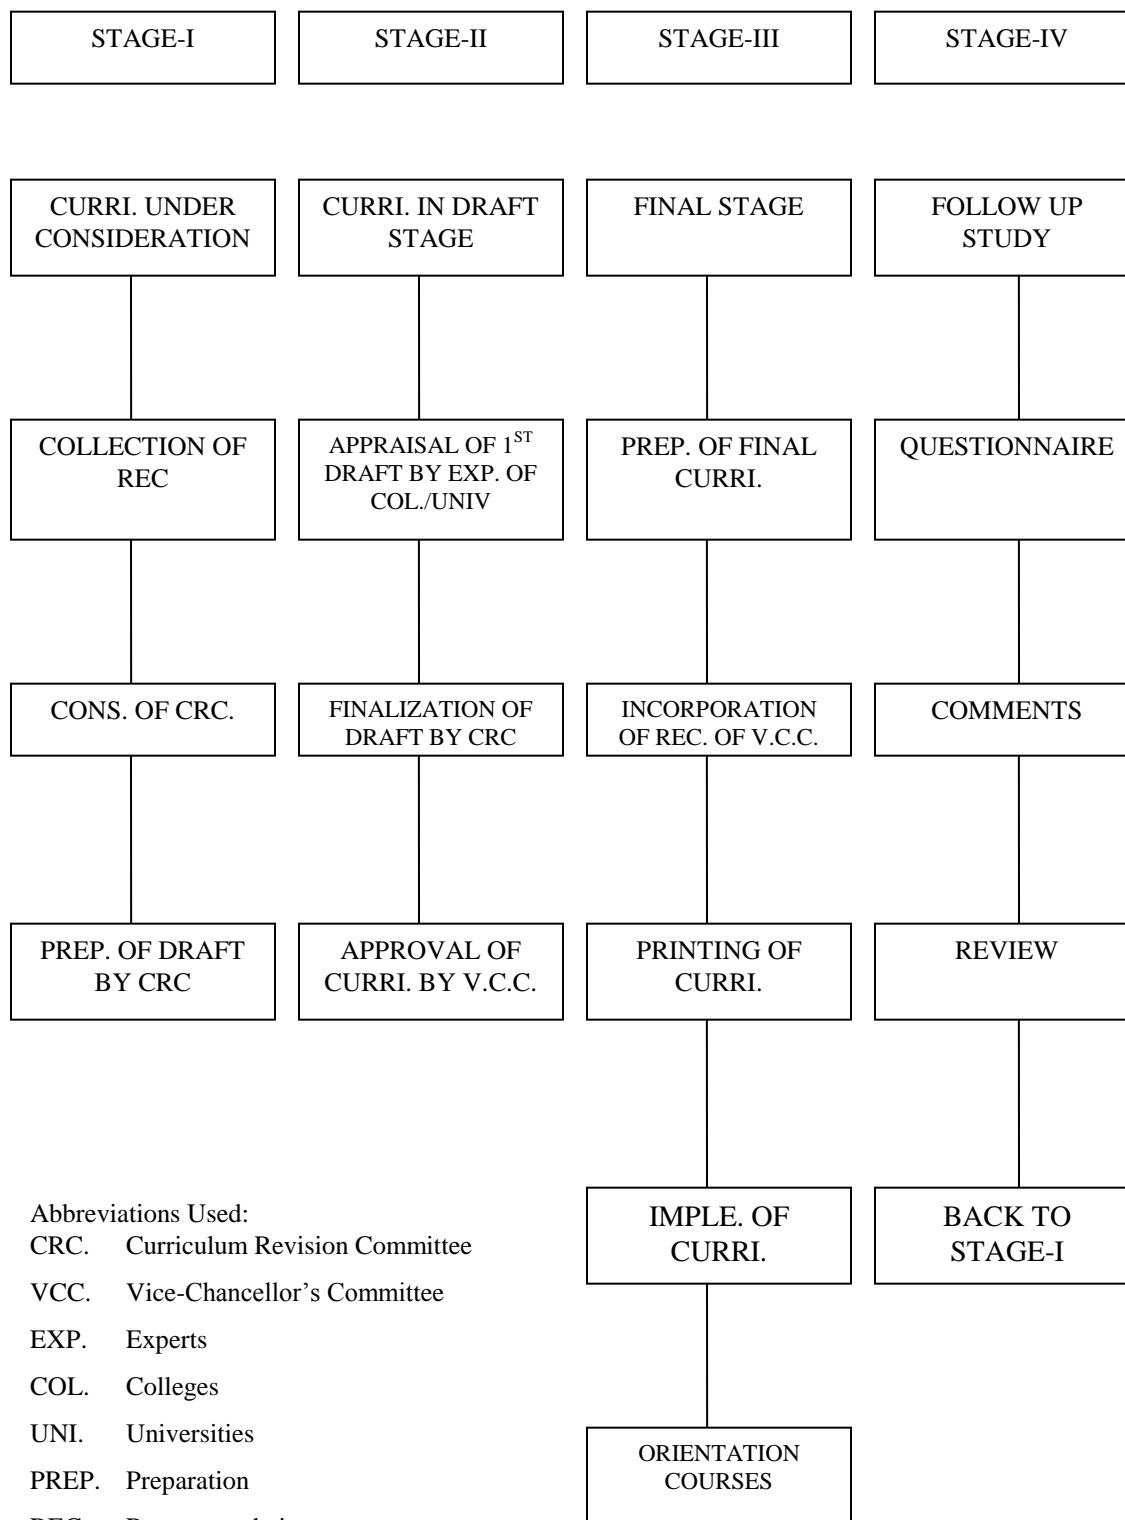 STAGE-I
STAGE-II
STAGE-III
STAGE-IV
CURRI. UNDER
CONSIDERATION
CURRI. IN DRAFT
STAGE
FINAL STAGE
FOLLOW UP
STUDY
COLLECTION OF
REC
APPRAISAL OF 1ST
DRAFT BY EXP. OF
COL./UNIV
PREP. OF FINAL
CURRI.
QUESTIONNAIRE
CONS. OF CRC.
FINALIZATION OF
DRAFT BY CRC
INCORPORATION
OF REC. OF V.C.C.
COMMENTS
PREP. OF DRAFT
BY CRC
APPROVAL OF
CURRI. BY V.C.C.
PRINTING OF
CURRI.
REVIEW
IMPLE. OF
CURRI.
BACK TO
STAGE-I
Abbreviations Used:
CRC. Curriculum Revision Committee
VCC. Vice-Chancellor’s Committee
EXP. Experts
COL. Colleges
UNI. Universities
PREP. Preparation
ORIENTATION
COURSES